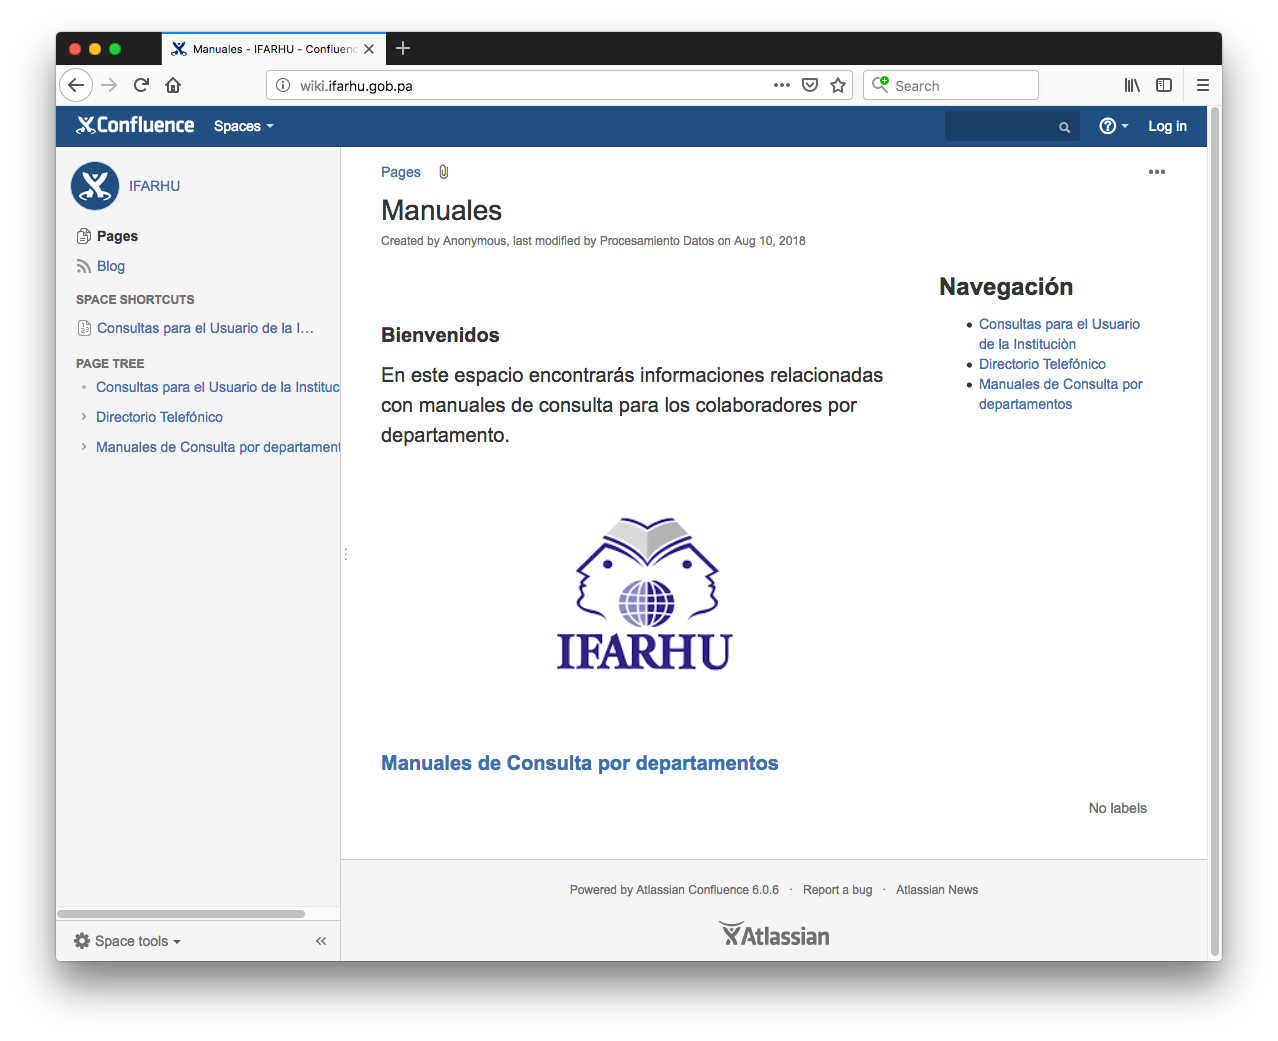 Manuales - IFARHU - Confluenc
wiki.ifarhu.gob.pa
Search
Confluence
Spaces
Log in
IFARHU
Pages
Blog
SPACE SHORTCUTS
Consultas para el Usuario de la I…
PAGE TREE
Consultas para el Usuario de la Instituc
Directorio Telefónico
Manuales de Consulta por departament
Space tools
Pages
Manuales
Created by Anonymous, last modified by Procesamiento Datos on Aug 10, 2018
Bienvenidos
En este espacio encontrarás informaciones relacionadas
con manuales de consulta para los colaboradores por
departamento.
IFARHU
Manuales de Consulta por departamentos
Navegación
Consultas para el Usuario
de la Instituciòn
Directorio Telefónico
Manuales de Consulta por
departamentos
No labels
Powered by Atlassian Confluence 6.0.6 · Report a bug · Atlassian News
Atlassian